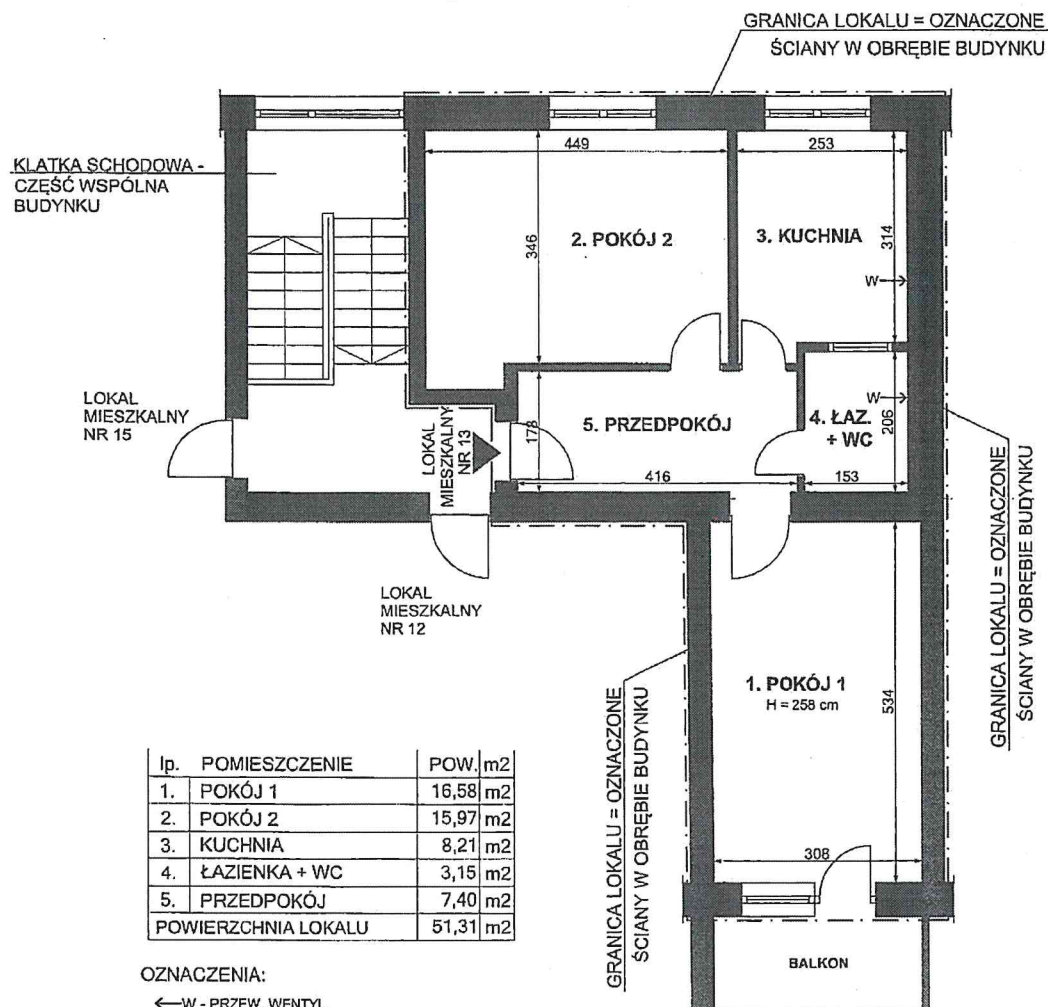 GRANICA LOKALU = OZNACZONE
ŚCIANY W OBRĘBIE BUDYNKU
KLATKA SCHODOWA -
CZĘŚĆ WSPÓLNA
BUDYNKU
449
253
346
2. POKÓJ 2
3. KUCHNIA
314
W
LOKAL
MIESZKALNY
NR 15
LOKAL
MIESZKALNY
NR 13
178
5. PRZEDPOKÓJ
416
W
4. ŁAZ.
+ WC
206
153
LOKAL
MIESZKALNY
NR 12
GRANICA LOKALU = OZNACZONE
ŚCIANY W OBRĘBIE BUDYNKU
GRANICA LOKALU = OZNACZONE
ŚCIANY W OBRĘBIE BUDYNKU
1. POKÓJ 1
H = 258 cm
534
308
BALKON
lp. POMIESZCZENIE POW. m2
1. POKÓJ 1 16,58 m2
2. POKÓJ 2 15,97 m2
3. KUCHNIA 8,21 m2
4. ŁAZIENKA + WC 3,15 m2
5. PRZEDPOKÓJ 7,40 m2
POWIERZCHNIA LOKALU 51,31 m2
OZNACZENIA:
W - PRZEW. WENTYL.